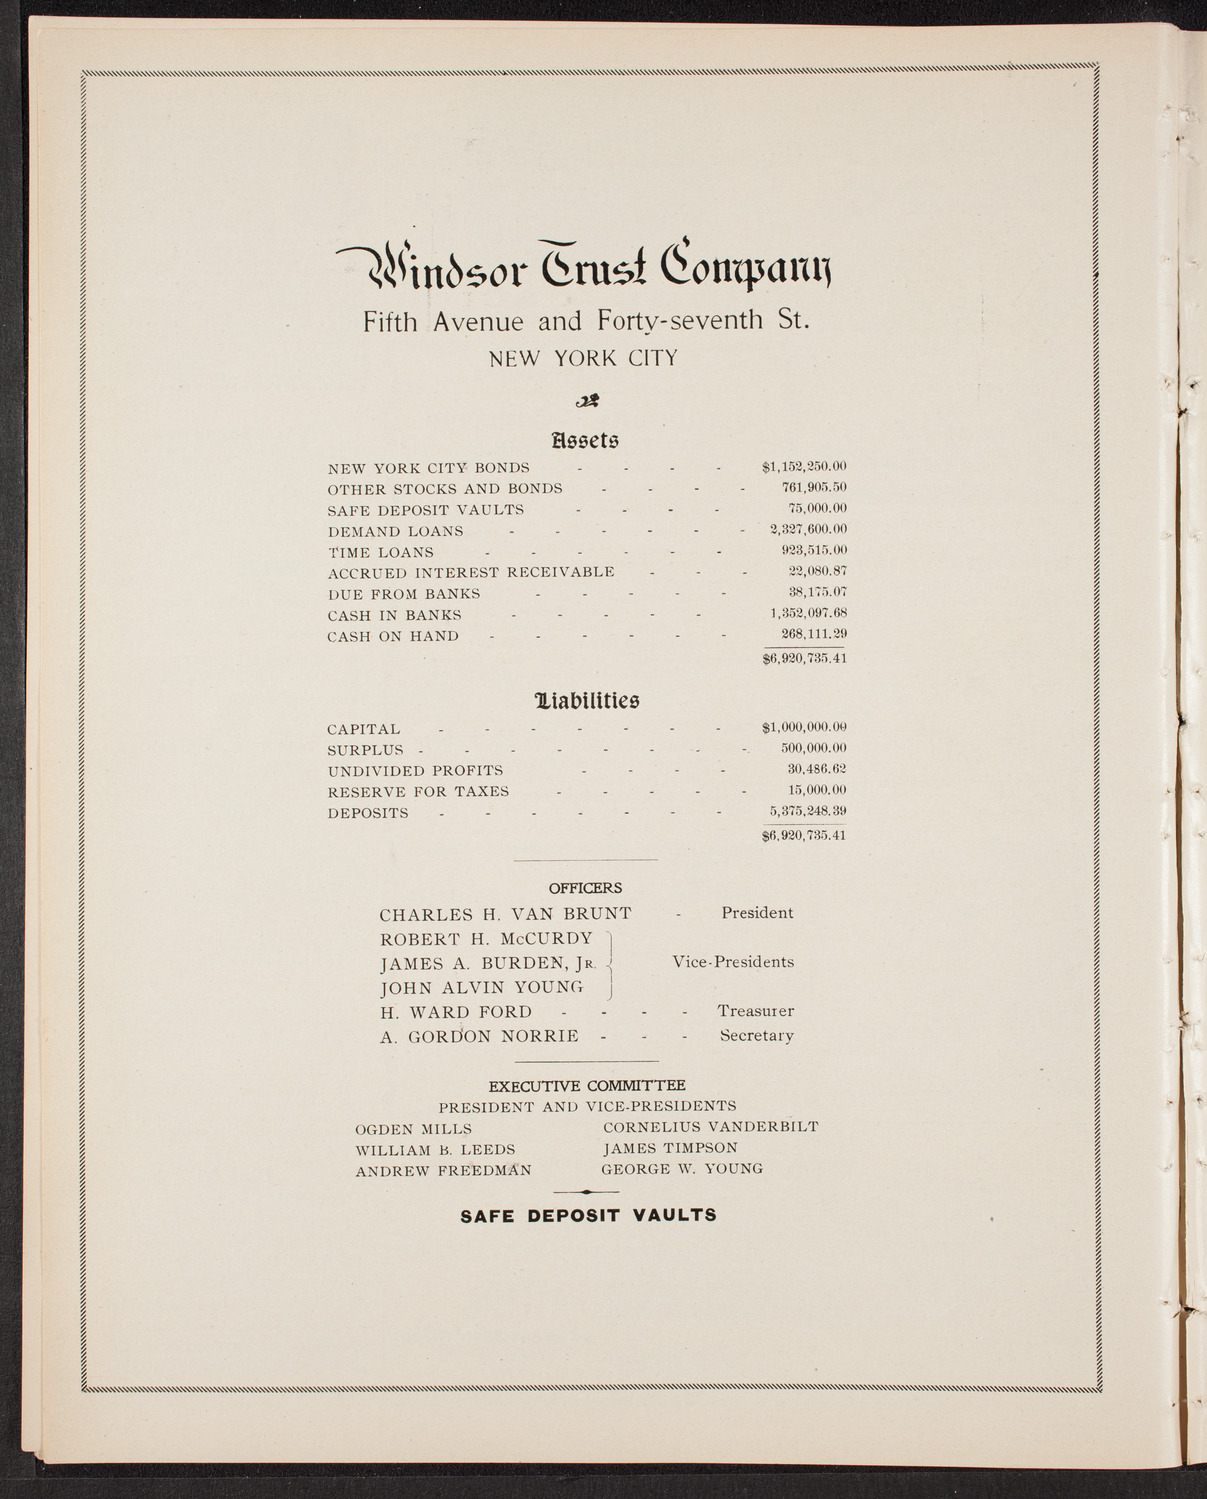 Windsor Trust Company
Fifth Avenue and Forty-seventh St.
NEW YORK CITY
Assets
NEW YORK CITY BONDS - - - - $1,152,250.00
OTHER STOCKS AND BONDS - - - - 761,905.50
SAFE DEPOSIT VAULTS - - - - 75,000.00
DEMAND LOANS - - - - - - 2,327,600.00
TIME LOANS - - - - - - 923,515.00
ACCRUED INTEREST RECEIVABLE - - - 22,080.87
DUE FROM BANKS - - - - - 38,175.07
CASH IN BANKS - - - - - 1,352,097.68
CASH ON HAND - - - - - - 268,111.29
$6,920,735.41
Liabilities
CAPITAL - - - - - - - $1,000,000.00
SURPLUS - - - - - - - - 500,000.00
UNDIVIDED PROFITS - - - - 30,486.62
RESERVE FOR TAXES - - - - - 15,000.00
DEPOSITS - - - - - - - 5,375,248.39
$6,920,735.41
OFFICERS
CHARLES H. VAN BRUNT - President
ROBERT H. McCURDY
JAMES A. BURDEN, JR. Vice-Presidents
JOHN ALVIN YOUNG
H. WARD FORD - - - - Treasurer
A. GORDON NORRIE - - - Secretary
EXECUTIVE COMMITTEE
PRESIDENT AND VICE-PRESIDENTS
OGDEN MILLS CORNELIUS VANDERBILT
WILLIAM B. LEEDS JAMES TIMPSON
ANDREW FREEDMAN GEORGE W. YOUNG
SAFE DEPOSIT VAULTS